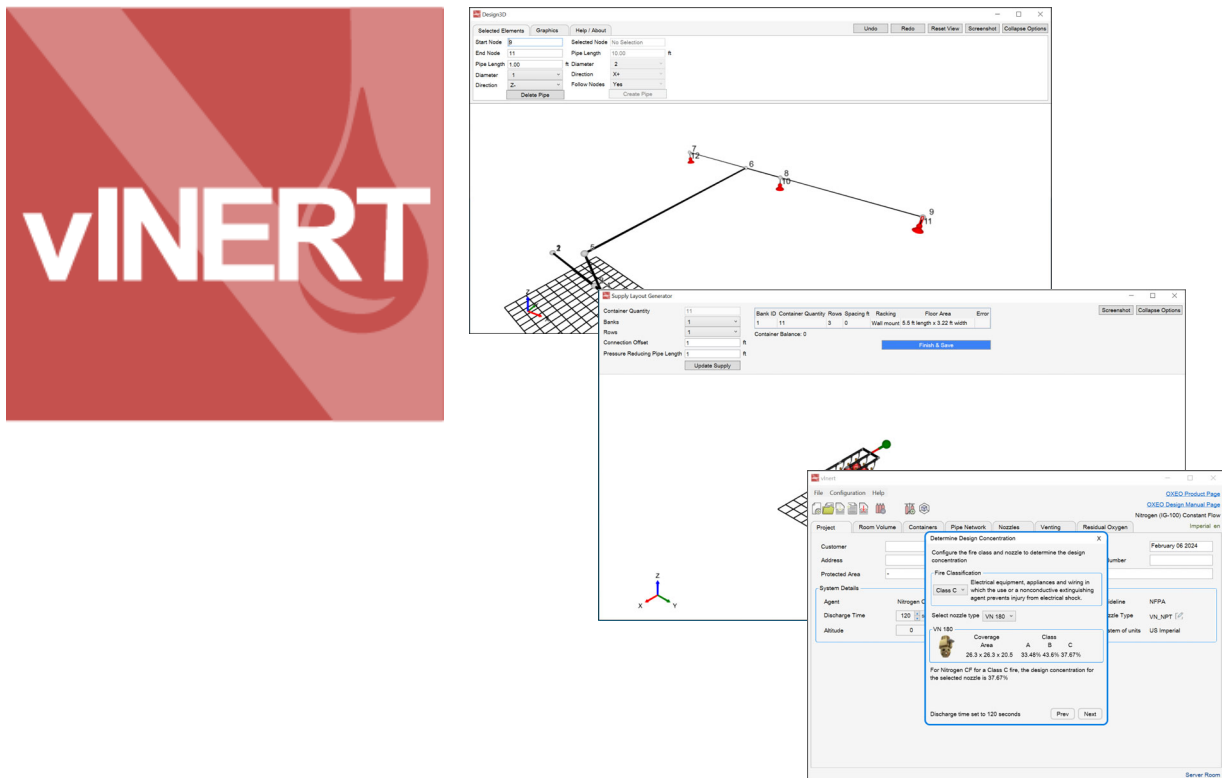 vINERT
Design3D
Selected Elements Graphics Help / About Undo Redo Reset View Screenshot Collapse Options
Start Node 9 Selected Node No Selection
End Node 11 Pipe Length 10.00 ft
Pipe Length 1.00 ft Diameter 2
Diameter 1 Direction X+
Direction Z- Follow Nodes Yes
Delete Pipe Create Pipe
7
12
6
8
10
9
11
2
5
Z
Supply Layout Generator
Container Quantity 11 Bank ID Container Quantity Rows Spacing ft Racking Floor Area Error Screenshot Collapse Options
Banks 1 1 11 3 0 Wall mount 5.5 ft length x 3.22 ft width
Rows 1 Container Balance: 0
Connection Offset 1 ft Finish & Save
Pressure Reducing Pipe Length 1 ft
Update Supply
Z
X Y
vInert
File Configuration Help OXEO Product Page
OXEO Design Manual Page
Nitrogen (IG-100) Constant Flow
Project Room Volume Containers Pipe Network Nozzles Venting Residual Oxygen Imperial en
Determine Design Concentration X
Customer February 06 2024
Configure the fire class and nozzle to determine the design
concentration
Address umber
Protected Area -
Fire Classification
Class C Electrical equipment, appliances and wiring in
which the use or a nonconductive extinguishing
agent prevents injury from electrical shock.
System Details
Agent Nitrogen C ideline NFPA
Discharge Time 120 s Select nozzle type VN 180 zzle Type VN_NPT
Altitude 0 stem of units US Imperial
VN 180
Coverage Class
Area A B C
26.3 x 26.3 x 20.5 33.48% 43.6% 37.67%
For Nitrogen CF for a Class C fire, the design concentration for
the selected nozzle is 37.67%
Discharge time set to 120 seconds Prev Next
Server Room